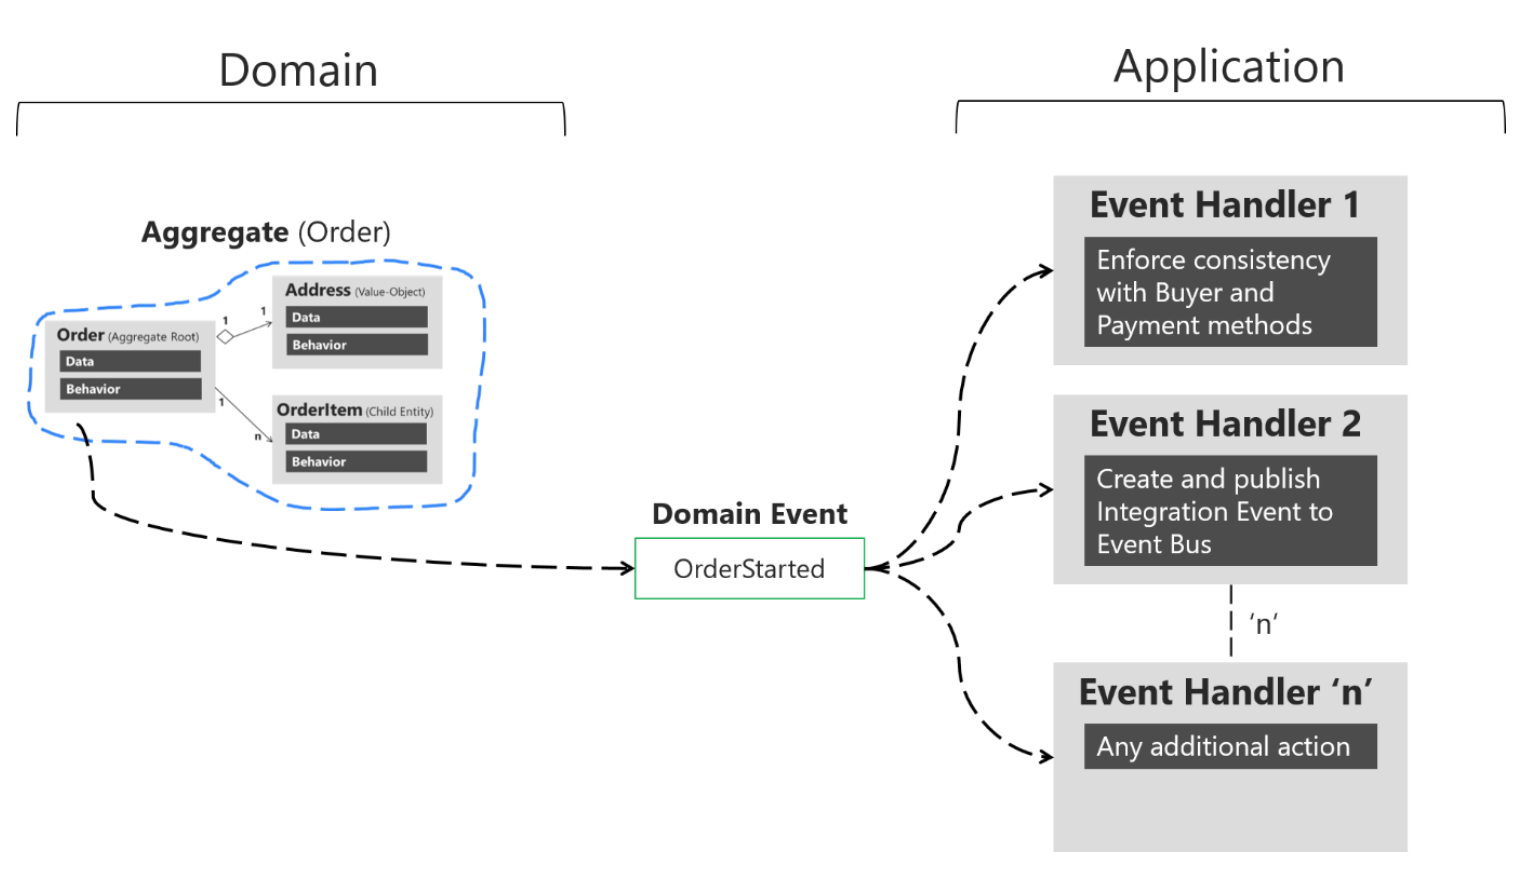 Domain
Application
Aggregate (Order)
Order (Aggregate Root)
Data
Behavior
1
1
Address (Value-Object)
Data
Behavior
1
n
OrderItem (Child Entity)
Data
Behavior
Domain Event
OrderStarted
Event Handler 1
Enforce consistency
with Buyer and
Payment methods
Event Handler 2
Create and publish
Integration Event to
Event Bus
‘n’
Event Handler ‘n’
Any additional action